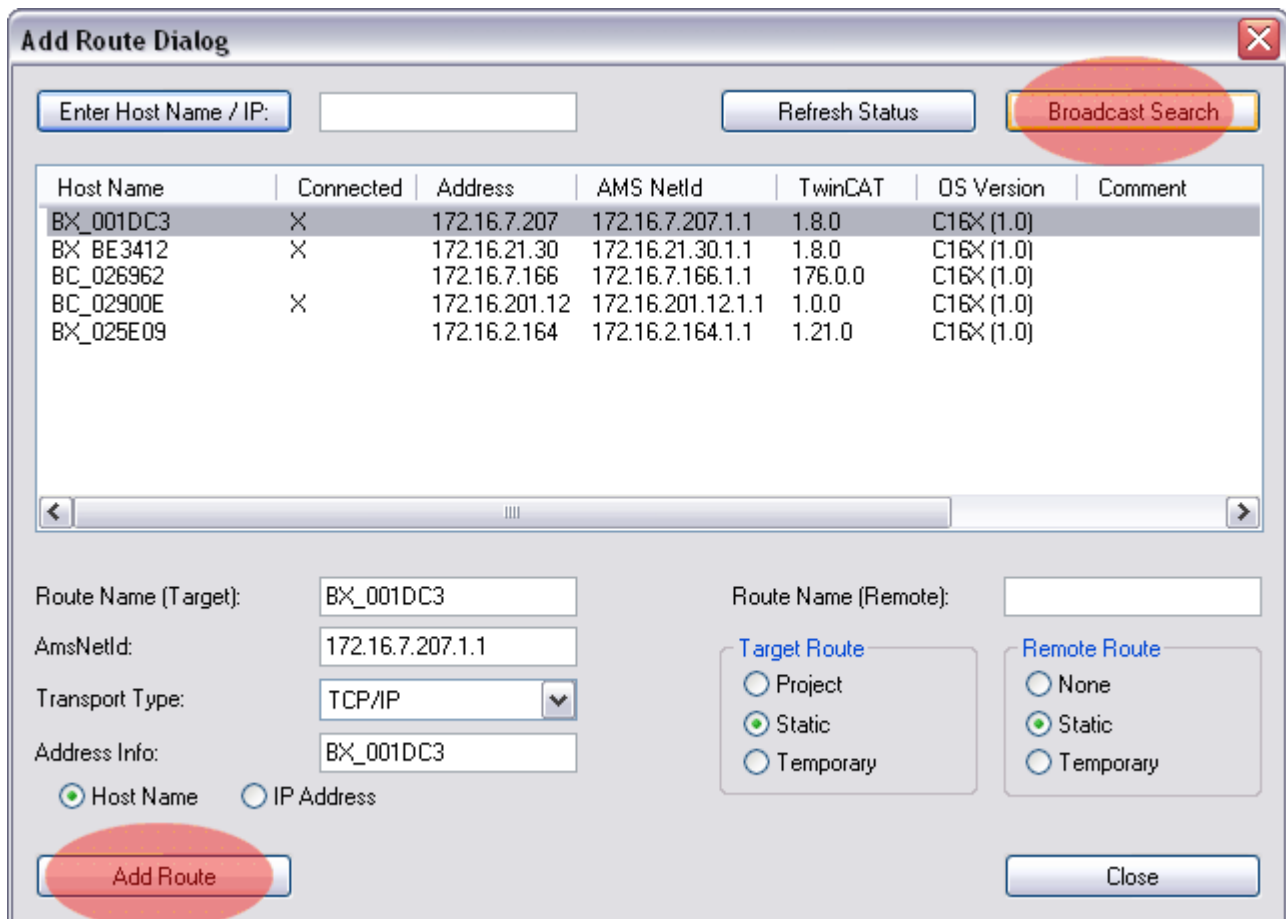 Add Route Dialog
Enter Host Name / IP: Refresh Status Broadcast Search
Host Name Connected Address AMS NetId TwinCAT OS Version Comment
BX_001DC3 X 172.16.7.207 172.16.7.207.1.1 1.8.0 C16X (1.0)
BX_BE3412 X 172.16.21.30 172.16.21.30.1.1 1.8.0 C16X (1.0)
BC_026962 172.16.7.166 172.16.7.166.1.1 176.0.0 C16X (1.0)
BC_02900E X 172.16.201.12 172.16.201.12.1.1 1.0.0 C16X (1.0)
BX_025E09 172.16.2.164 172.16.2.164.1.1 1.21.0 C16X (1.0)
Route Name (Target): BX_001DC3 Route Name (Remote):
AmsNetId: 172.16.7.207.1.1 Target Route Remote Route
Project None
Transport Type: TCP/IP Static Static
Address Info: BX_001DC3 Temporary Temporary
Host Name IP Address
Add Route Close